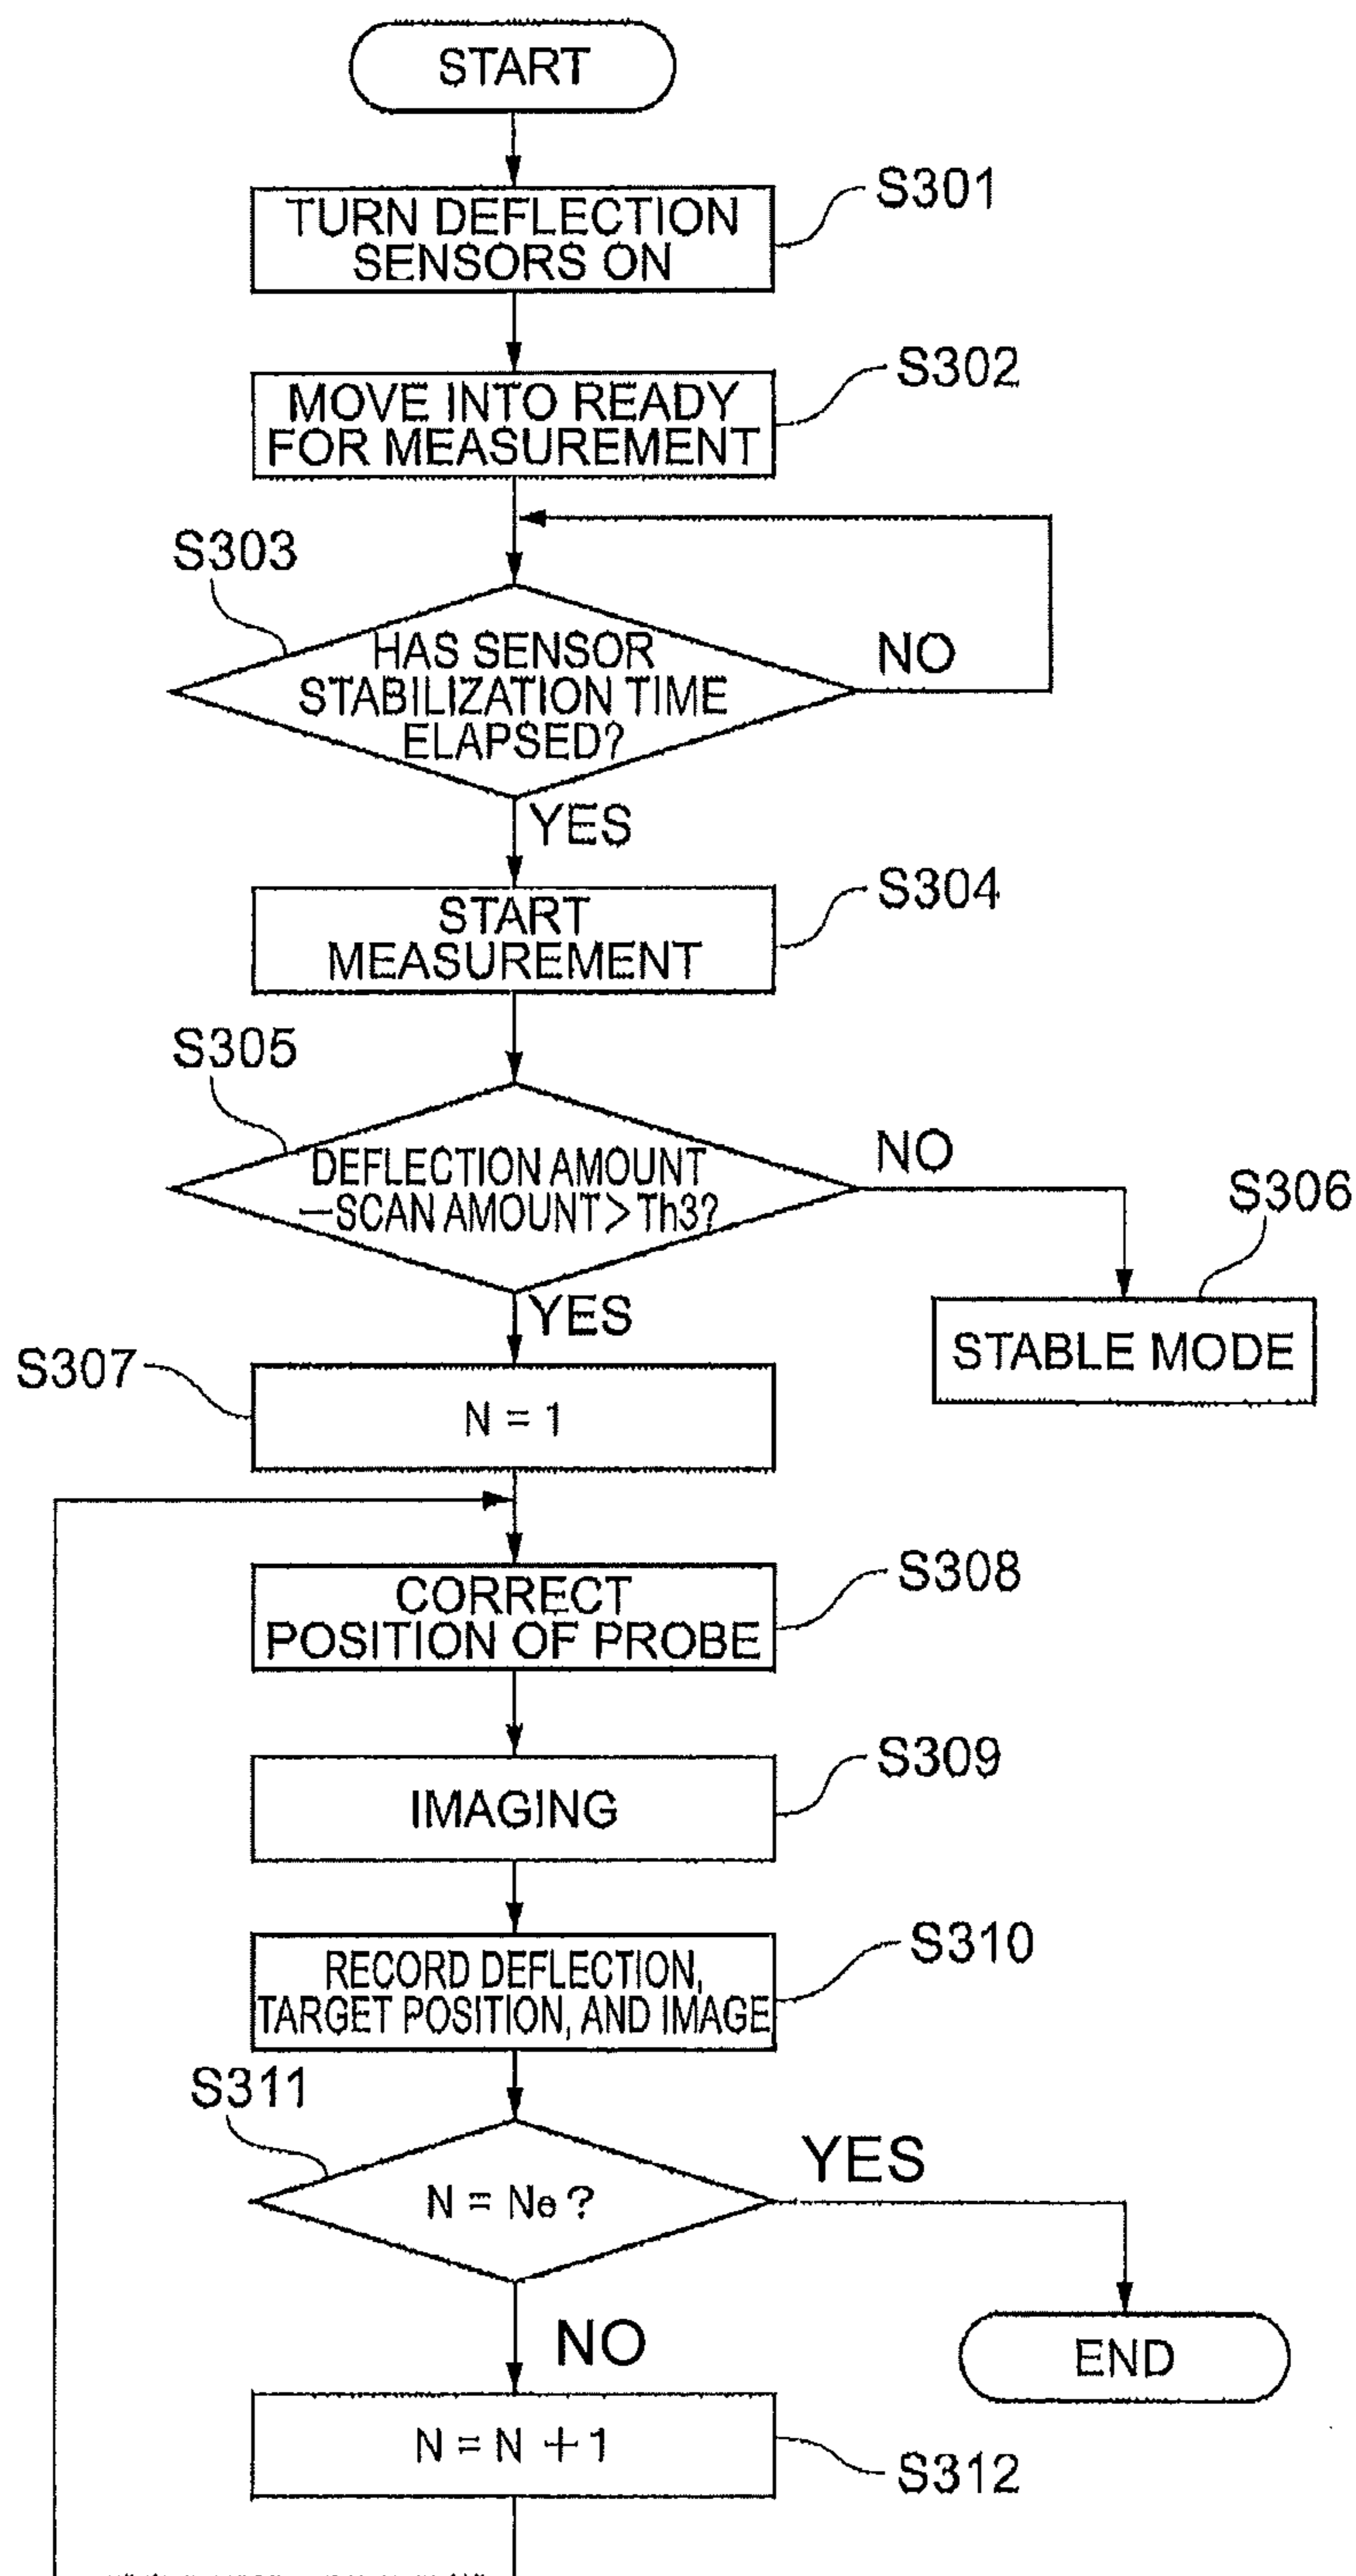 START
S301
TURN DEFLECTION
SENSORS ON
S302
MOVE INTO READY
FOR MEASUREMENT
S303
HAS SENSOR
STABILIZATION TIME
ELAPSED?
NO
YES
S304
START
MEASUREMENT
S305
DEFLECTION AMOUNT
—SCAN AMOUNT > Th3?
NO
S306
YES
STABLE MODE
S307
N = 1
S308
CORRECT
POSITION OF PROBE
S309
IMAGING
S310
RECORD DEFLECTION,
TARGET POSITION, AND IMAGE
S311
YES
N = Ne ?
NO
END
N = N + 1
S312